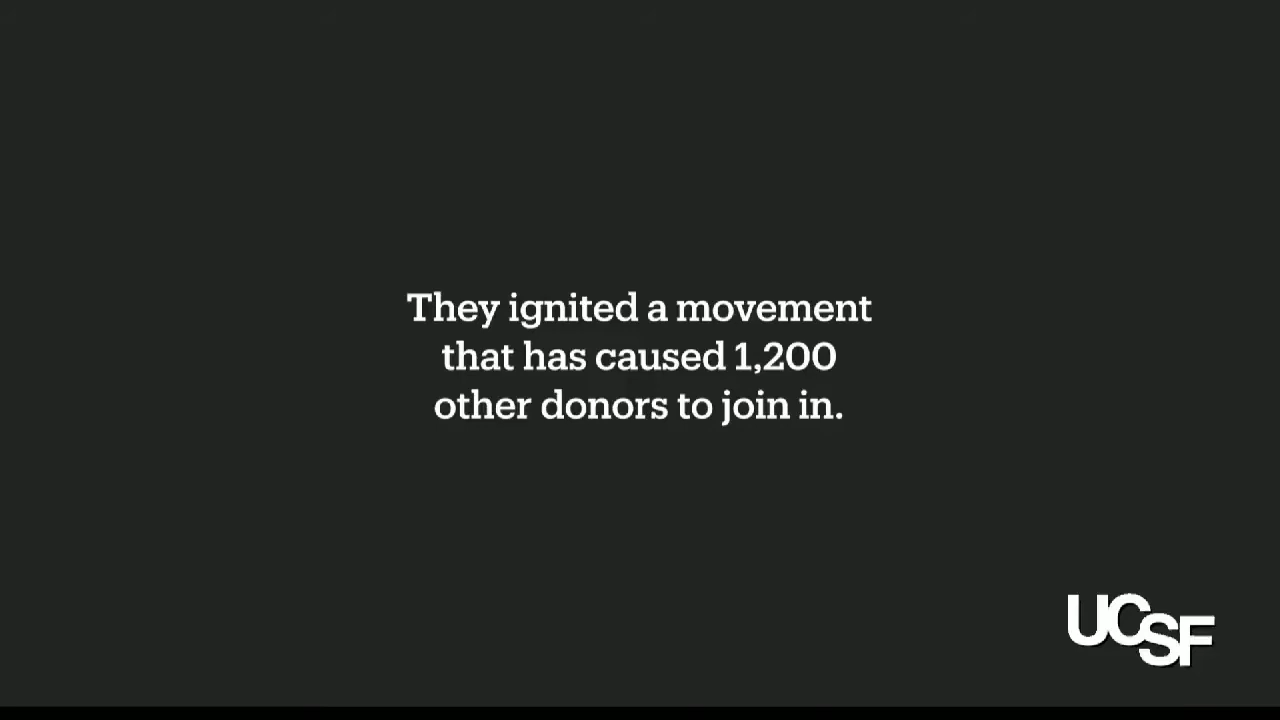 They ignited a movement
that has caused 1,200
other donors to join in.
UCSF